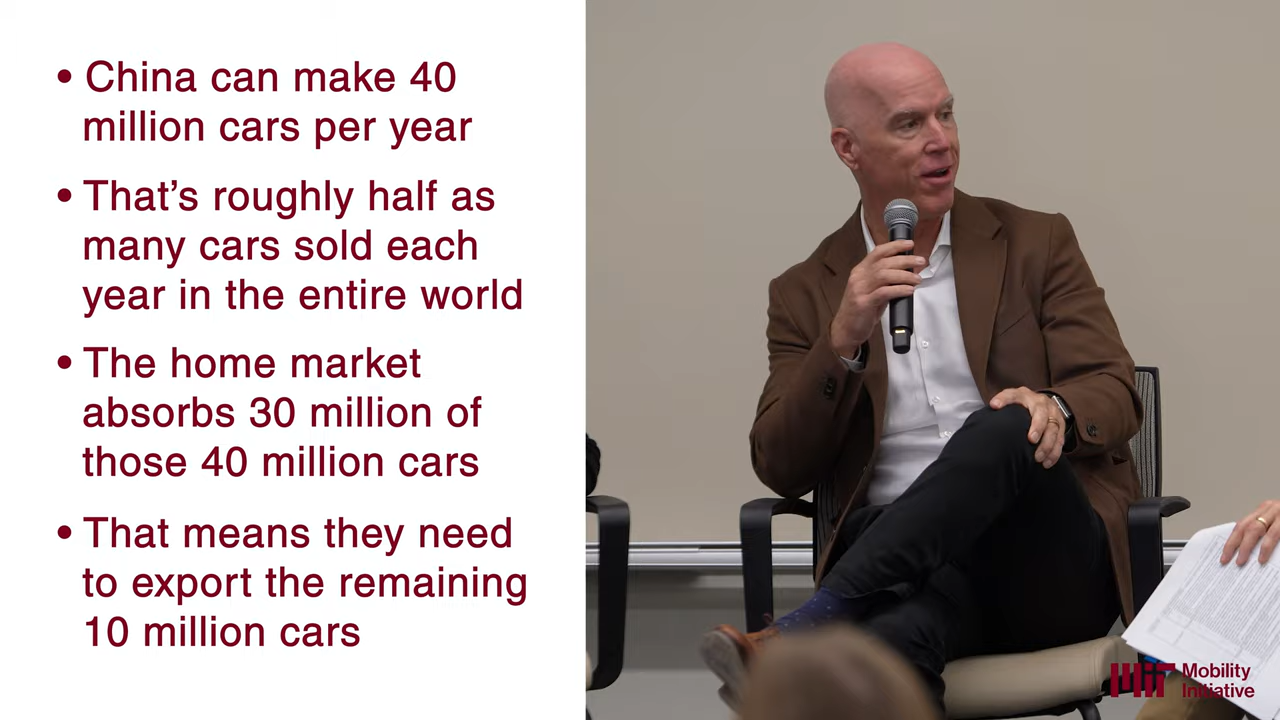 • China can make 40
million cars per year
• That’s roughly half as
many cars sold each
year in the entire world
• The home market
absorbs 30 million of
those 40 million cars
• That means they need
to export the remaining
10 million cars
MIT Mobility
Initiative